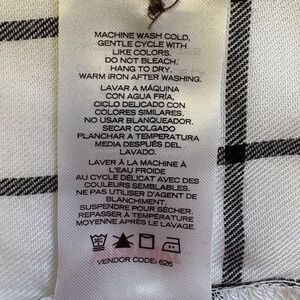 MACHINE WASH COLD,
GENTLE CYCLE WITH
LIKE COLORS.
DO NOT BLEACH.
HANG TO DRY.
WARM IRON AFTER WASHING.
LAVAR A MÁQUINA
CON AGUA FRÍA,
CICLO DELICADO CON
COLORES SIMILARES.
NO USAR BLANQUEADOR.
SECAR COLGADO
PLANCHAR A TEMPERATURA
MEDIA DESPUÉS DEL
LAVADO.
LAVER À LA MACHINE À
L'EAU FROIDE
AU CYCLE DÉLICAT AVEC DES
COULEURS SEMBLABLES.
NE PAS UTILISER D'AGENT DE
BLANCHIMENT.
SUSPENDRE POUR SÉCHER.
REPASSER À TEMPÉRATURE
MOYENNE APRÈS LE LAVAGE.
VENDOR CODE: 626